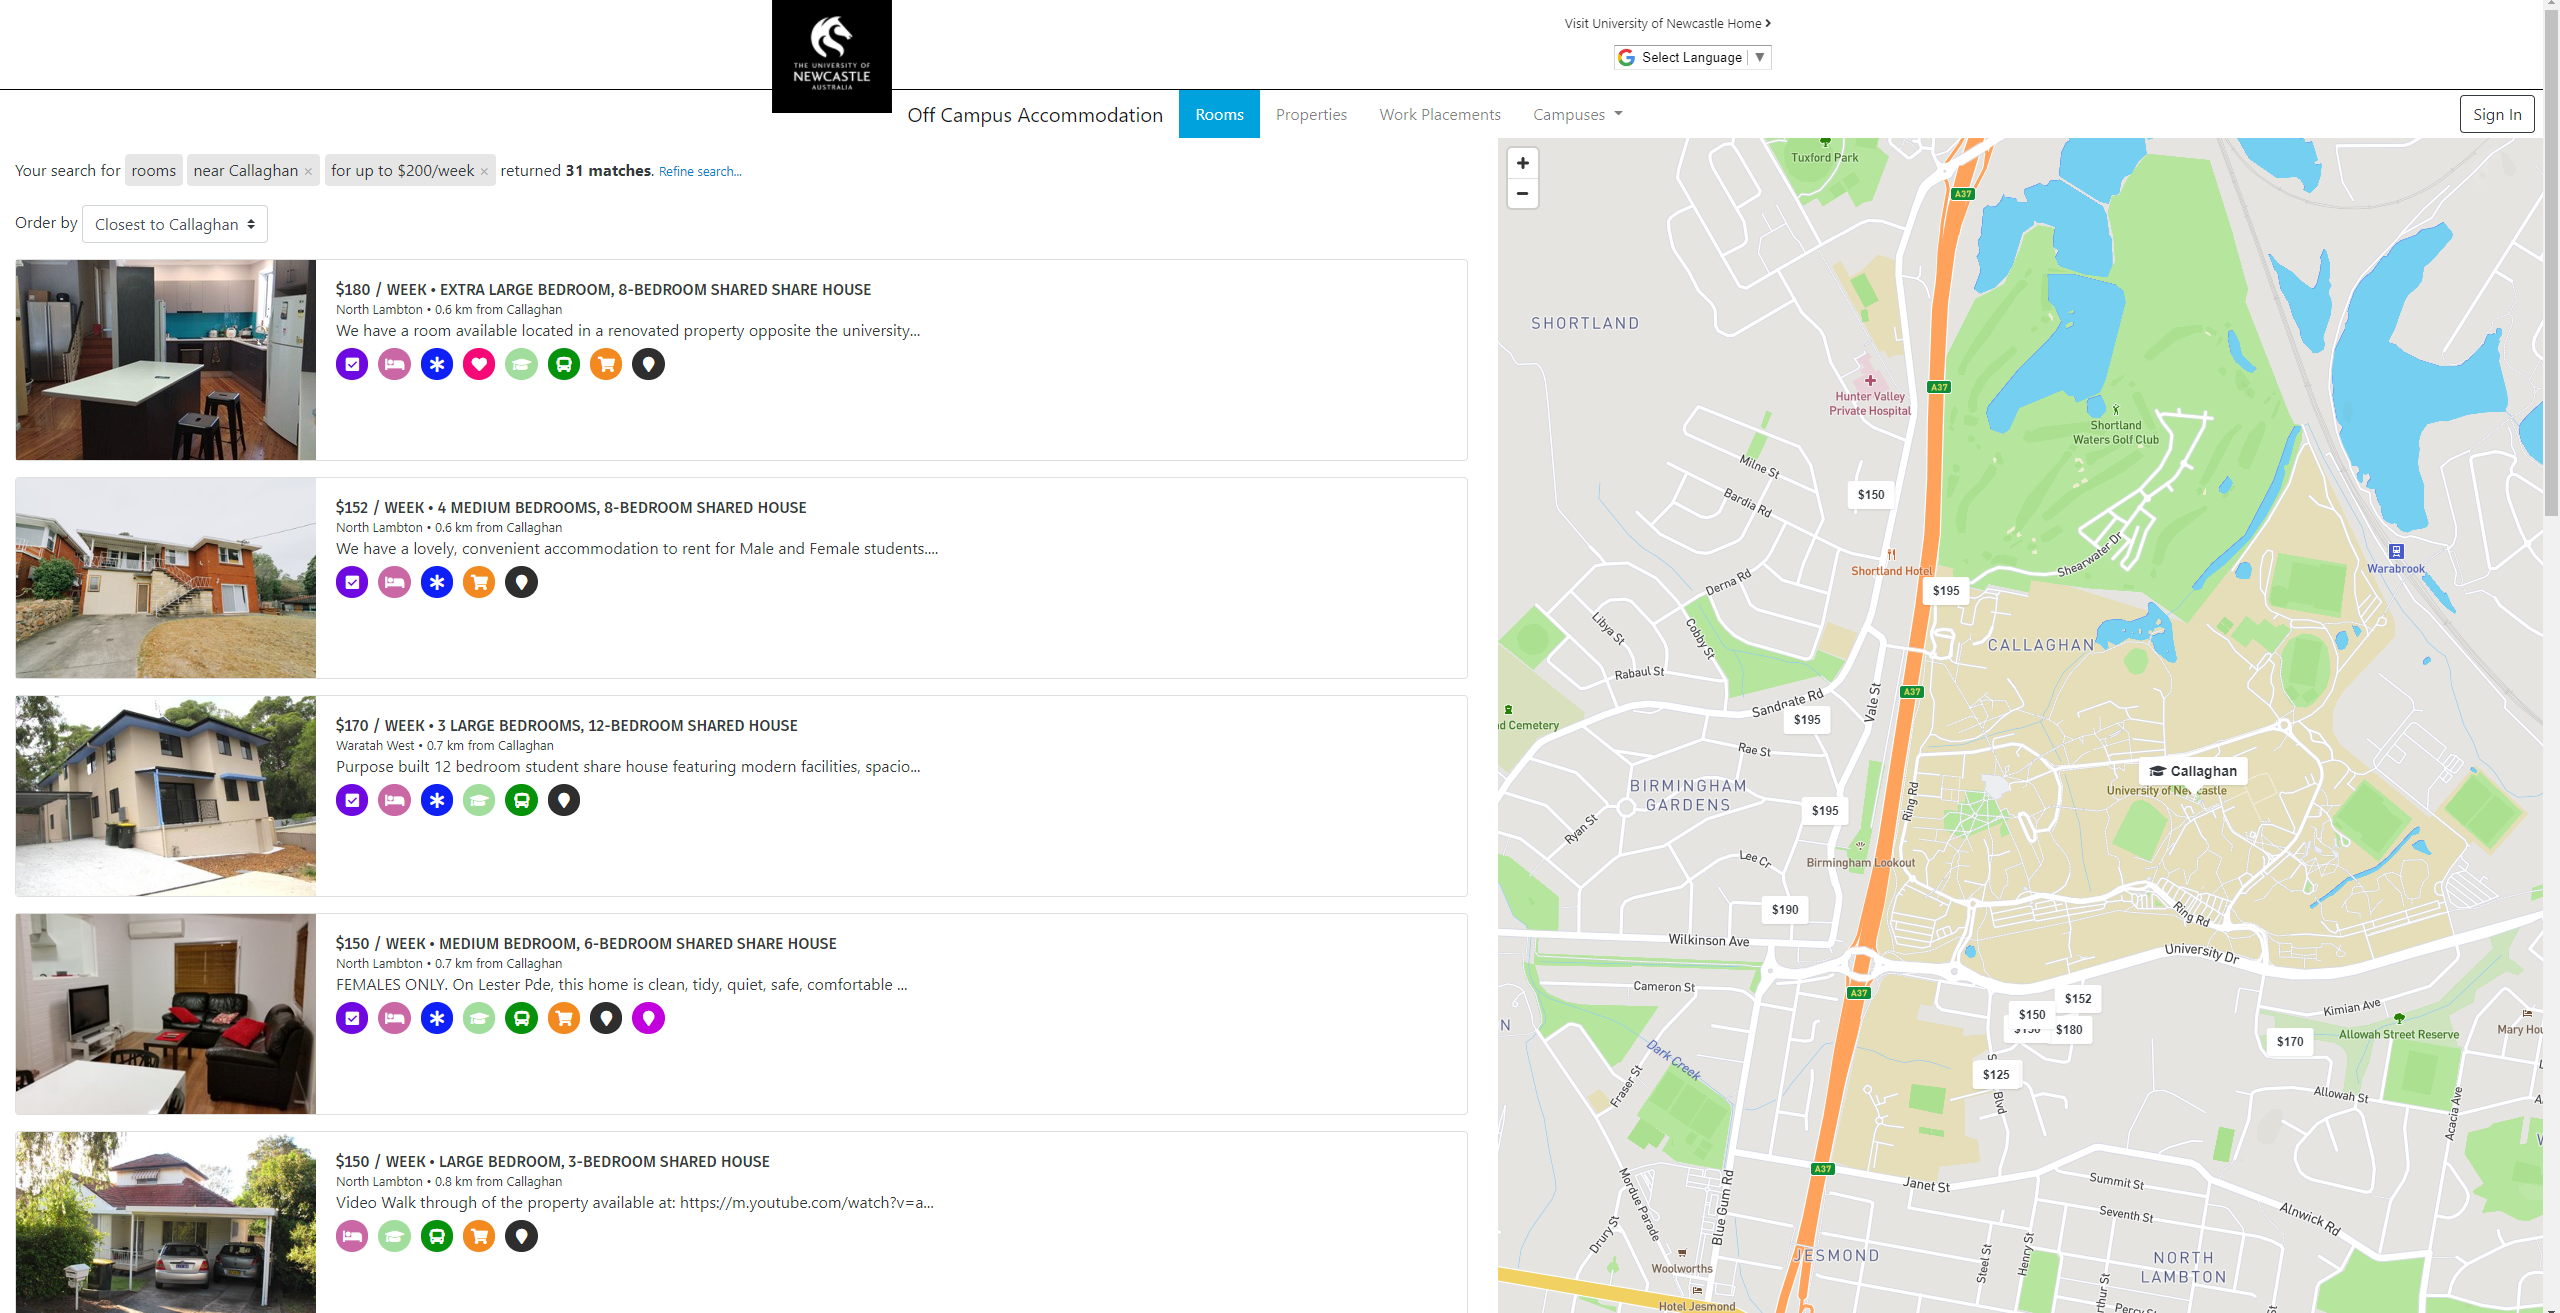 THE UNIVERSITY OF
NEWCASTLE
AUSTRALIA
Visit University of Newcastle Home
Select Language ▼
Off Campus Accommodation
Rooms
Properties
Work Placements
Campuses
Sign In
Your search for rooms near Callaghan × for up to $200/week × returned 31 matches. Refine search...
Order by Closest to Callaghan
$180 / WEEK • EXTRA LARGE BEDROOM, 8-BEDROOM SHARED SHARE HOUSE
North Lambton • 0.6 km from Callaghan
We have a room available located in a renovated property opposite the university...
$152 / WEEK • 4 MEDIUM BEDROOMS, 8-BEDROOM SHARED HOUSE
North Lambton • 0.6 km from Callaghan
We have a lovely, convenient accommodation to rent for Male and Female students....
$170 / WEEK • 3 LARGE BEDROOMS, 12-BEDROOM SHARED HOUSE
Waratah West • 0.7 km from Callaghan
Purpose built 12 bedroom student share house featuring modern facilities, spacio...
$150 / WEEK • MEDIUM BEDROOM, 6-BEDROOM SHARED SHARE HOUSE
North Lambton • 0.7 km from Callaghan
FEMALES ONLY. On Lester Pde, this home is clean, tidy, quiet, safe, comfortable ...
$150 / WEEK • LARGE BEDROOM, 3-BEDROOM SHARED HOUSE
North Lambton • 0.8 km from Callaghan
Video Walk through of the property available at: https://m.youtube.com/watch?v=a...
+
−
Tuxford Park
A37
SHORTLAND
A37
Hunter Valley
Private Hospital
Shortland
Waters Golf Club
Milne St
Bardia Rd
$150
Shortland Hotel
Shearwater Dr
Warabrook
Derna Rd
$195
Libya St
Cobby St
CALLAGHAN
Rabaul St
A37
Sandgate Rd
Vale St
$195
d Cemetery
Rae St
Callaghan
BIRMINGHAM
GARDENS
University of Newcastle
Ring Rd
$195
Ryan St
Lee Cr
Birmingham Lookout
$190
Ring Rd
Wilkinson Ave
University Dr
Cameron St
A37
$152
Kimian Ave
$150
$150
$180
N
Mary Hou
Allowah Street Reserve
$170
Dark Creek
$125
S
Blvd
Fraser St
Allowah St
A
Acacia Ave
A37
Janet St
Summit St
Mordue Parade
Blue Gum Rd
Seventh St
Alnwick Rd
Drury St
JESMOND
Steel St
Henry St
NORTH
LAMBTON
Woolworths
Hotel Jesmond
thur St
Percy St
St